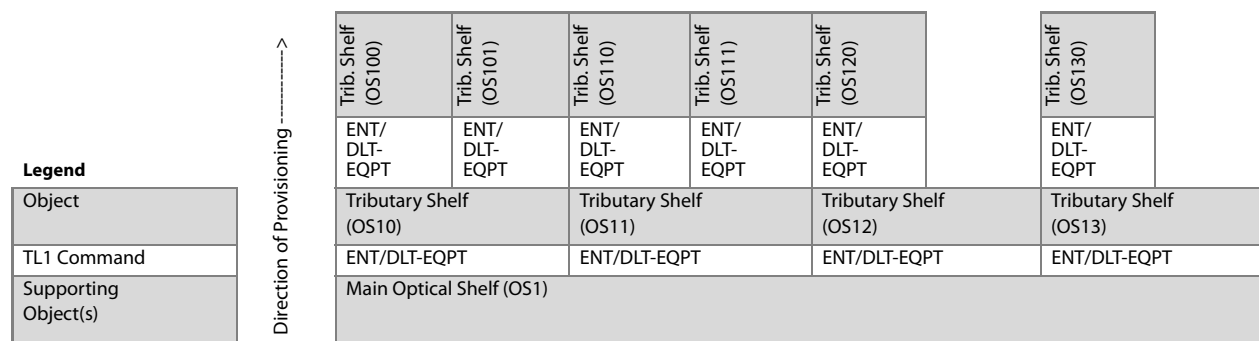 Trib. Shelf
(OS100)
Trib. Shelf
(OS101)
Trib. Shelf
(OS110)
Trib. Shelf
(OS111)
Trib. Shelf
(OS120)
Trib. Shelf
(OS130)
ENT/
DLT-
EQPT
ENT/
DLT-
EQPT
ENT/
DLT-
EQPT
ENT/
DLT-
EQPT
ENT/
DLT-
EQPT
ENT/
DLT-
EQPT
Direction of Provisioning ------------->
Legend
Object
Tributary Shelf
(OS10)
Tributary Shelf
(OS11)
Tributary Shelf
(OS12)
Tributary Shelf
(OS13)
TL1 Command
ENT/DLT-EQPT
ENT/DLT-EQPT
ENT/DLT-EQPT
ENT/DLT-EQPT
Supporting
Object(s)
Main Optical Shelf (OS1)